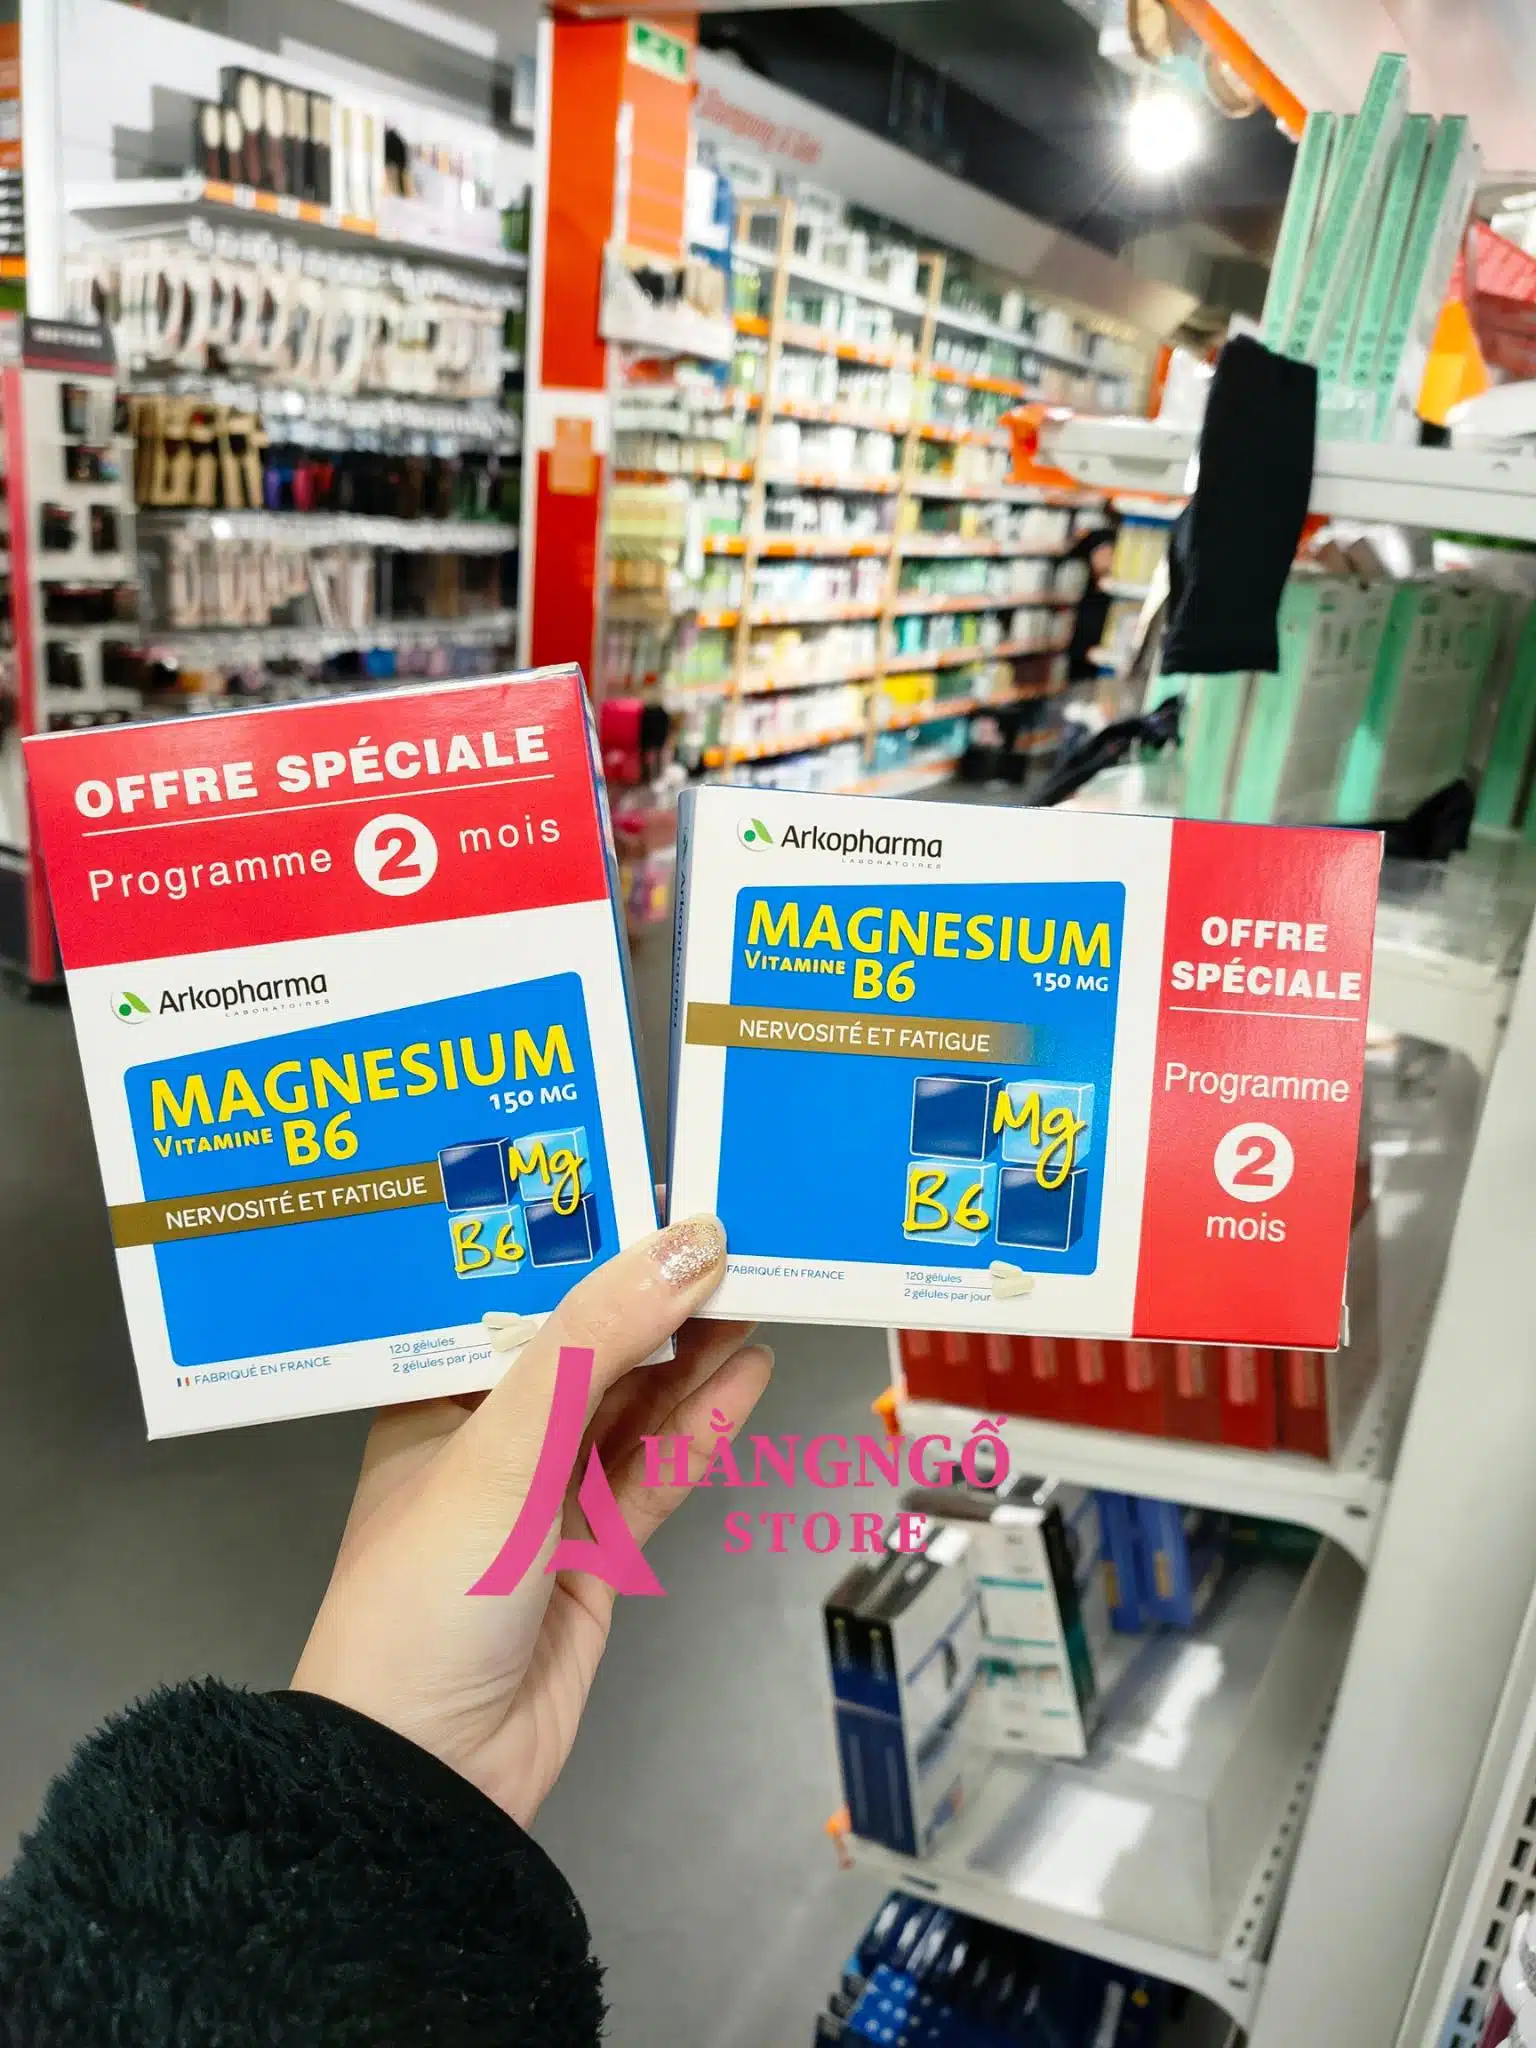 OFFRE SPÉCIALE
Programme 2 mois
Arkopharma
LABORATOIRES
MAGNESIUM
150 MG
VITAMINE B6
NERVOSITÉ ET FATIGUE
Mg
B6
120 gélules
2 gélules par jour
FABRIQUÉ EN FRANCE
Arkopharma
LABORATOIRES
MAGNESIUM
VITAMINE B6
150 MG
NERVOSITÉ ET FATIGUE
Mg
B6
FABRIQUÉ EN FRANCE
120 gélules
2 gélules par jour
OFFRE
SPÉCIALE
Programme
2
mois
Arkopharma
HẰNGNGỐ
STORE